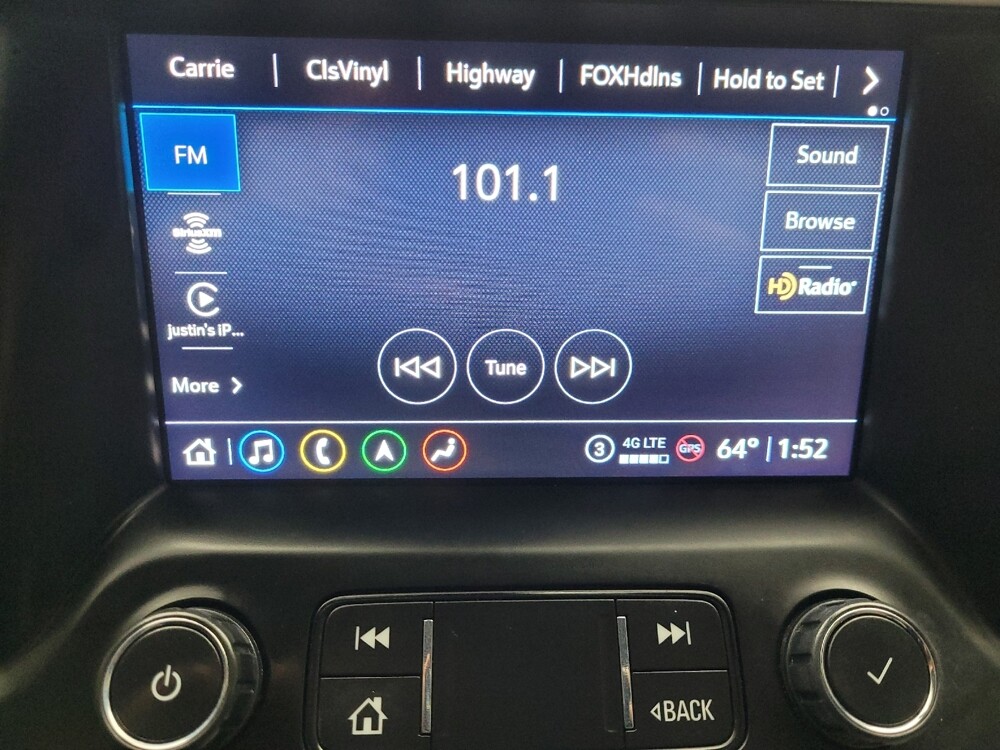 Carrie | ClsVinyl | Highway | FOXHdlns | Hold to Set |
FM
101.1
Sound
SiriusXM
Browse
HD Radio
justin's iP...
Tune
More
3 4G LTE GPS 64° | 1:52
BACK